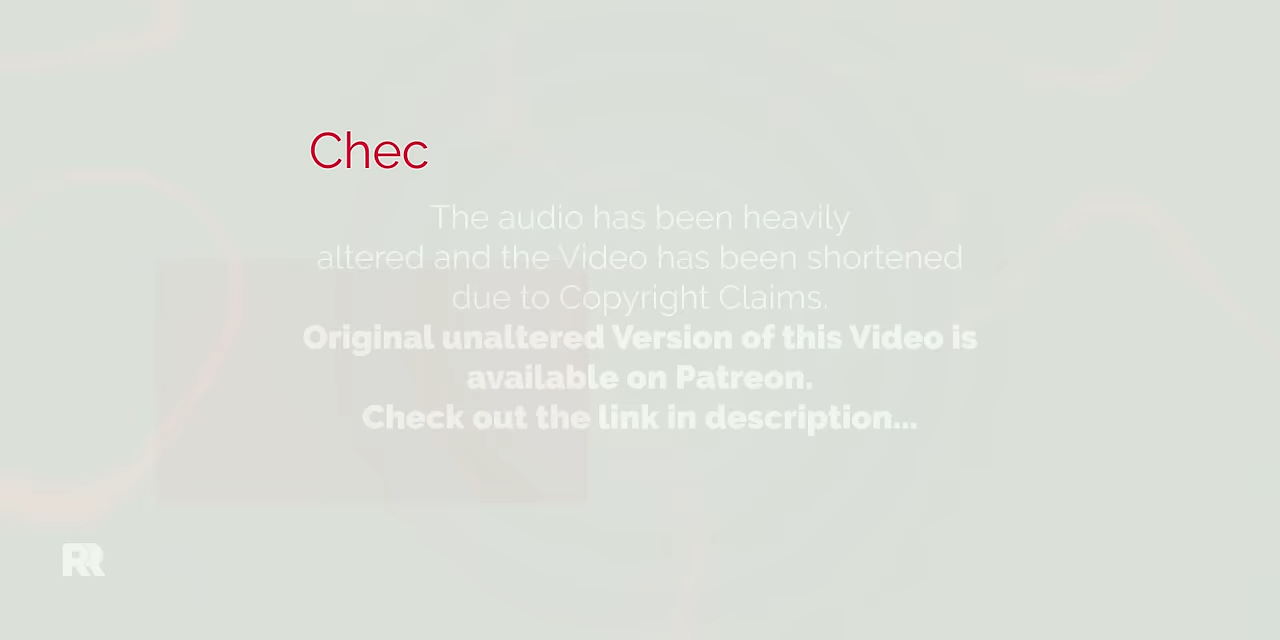 Chec
The audio has been heavily
altered and the Video has been shortened
due to Copyright Claims.
Original unaltered Version of this Video is
available on Patreon.
Check out the link in description...
RR